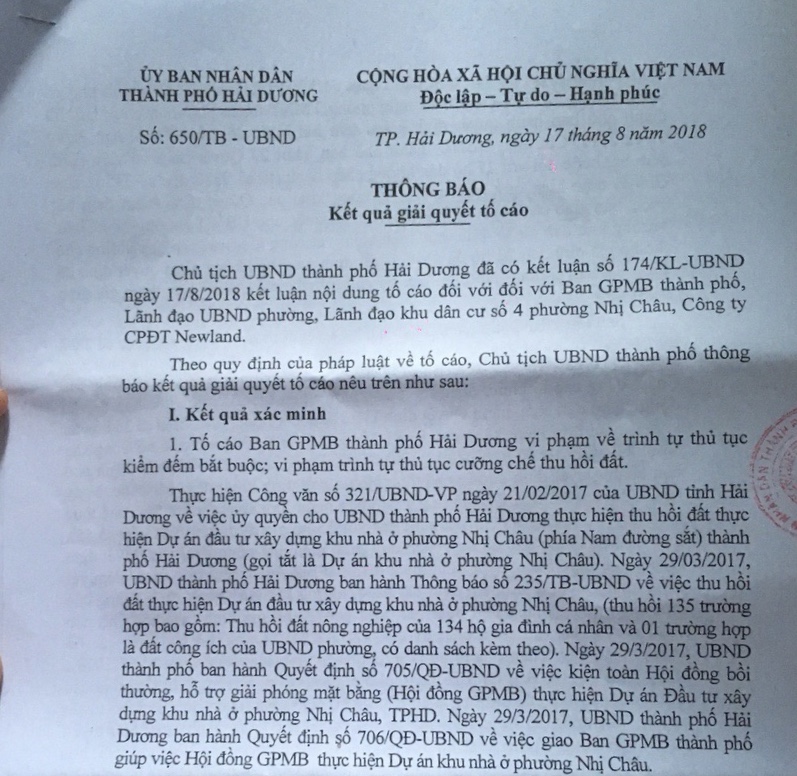 ỦY BAN NHÂN DÂN
THÀNH PHỐ HẢI DƯƠNG
CỘNG HÒA XÃ HỘI CHỦ NGHĨA VIỆT NAM
Độc lập – Tự do – Hạnh phúc
Số: 650/TB - UBND
TP. Hải Dương, ngày 17 tháng 8 năm 2018
THÔNG BÁO
Kết quả giải quyết tố cáo
Chủ tịch UBND thành phố Hải Dương đã có kết luận số 174/KL-UBND
ngày 17/8/2018 kết luận nội dung tố cáo đối với đối với Ban GPMB thành phố,
Lãnh đạo UBND phường, Lãnh đạo khu dân cư số 4 phường Nhị Châu, Công ty
CPĐT Newland.
Theo quy định của pháp luật về tố cáo, Chủ tịch UBND thành phố thông
báo kết quả giải quyết tố cáo nêu trên như sau:
I. Kết quả xác minh
1. Tố cáo Ban GPMB thành phố Hải Dương vi phạm về trình tự thủ tục
kiểm đếm bắt buộc; vi phạm trình tự thủ tục cưỡng chế thu hồi đất.
Thực hiện Công văn số 321/UBND-VP ngày 21/02/2017 của UBND tỉnh Hải
Dương về việc ủy quyền cho UBND thành phố Hải Dương thực hiện thu hồi đất thực
hiện Dự án đầu tư xây dựng khu nhà ở phường Nhị Châu (phía Nam đường sắt) thành
phố Hải Dương (gọi tắt là Dự án khu nhà ở phường Nhị Châu). Ngày 29/03/2017,
UBND thành phố Hải Dương ban hành Thông báo số 235/TB-UBND về việc thu hồi
đất thực hiện Dự án đầu tư xây dựng khu nhà ở phường Nhị Châu, (thu hồi 135 trường
hợp bao gồm: Thu hồi đất nông nghiệp của 134 hộ gia đình cá nhân và 01 trường hợp
là đất công ích của UBND phường, có danh sách kèm theo). Ngày 29/3/2017, UBND
thành phố ban hành Quyết định số 705/QĐ-UBND về việc kiện toàn Hội đồng bồi
thường, hỗ trợ giải phóng mặt bằng (Hội đồng GPMB) thực hiện Dự án Đầu tư xây
dựng khu nhà ở phường Nhị Châu, TPHD. Ngày 29/3/2017, UBND thành phố Hải
Dương ban hành Quyết định số 706/QĐ-UBND về việc giao Ban GPMB thành phố
giúp việc Hội đồng GPMB thực hiện Dự án khu nhà ở phường Nhị Châu.